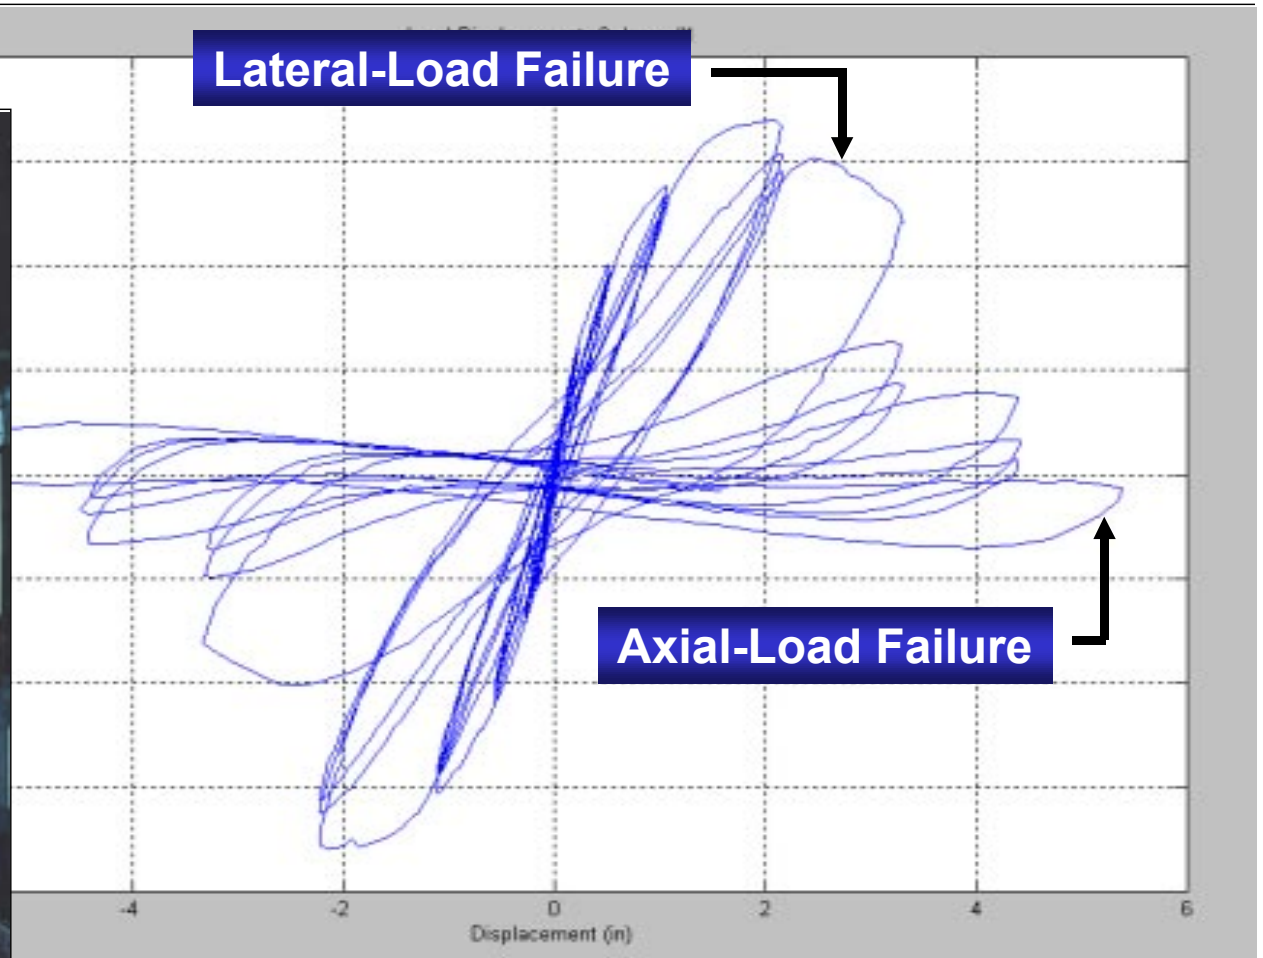 Lateral-Load Failure
Axial-Load Failure
-4 -2 0 2 4 6
Displacement (in)